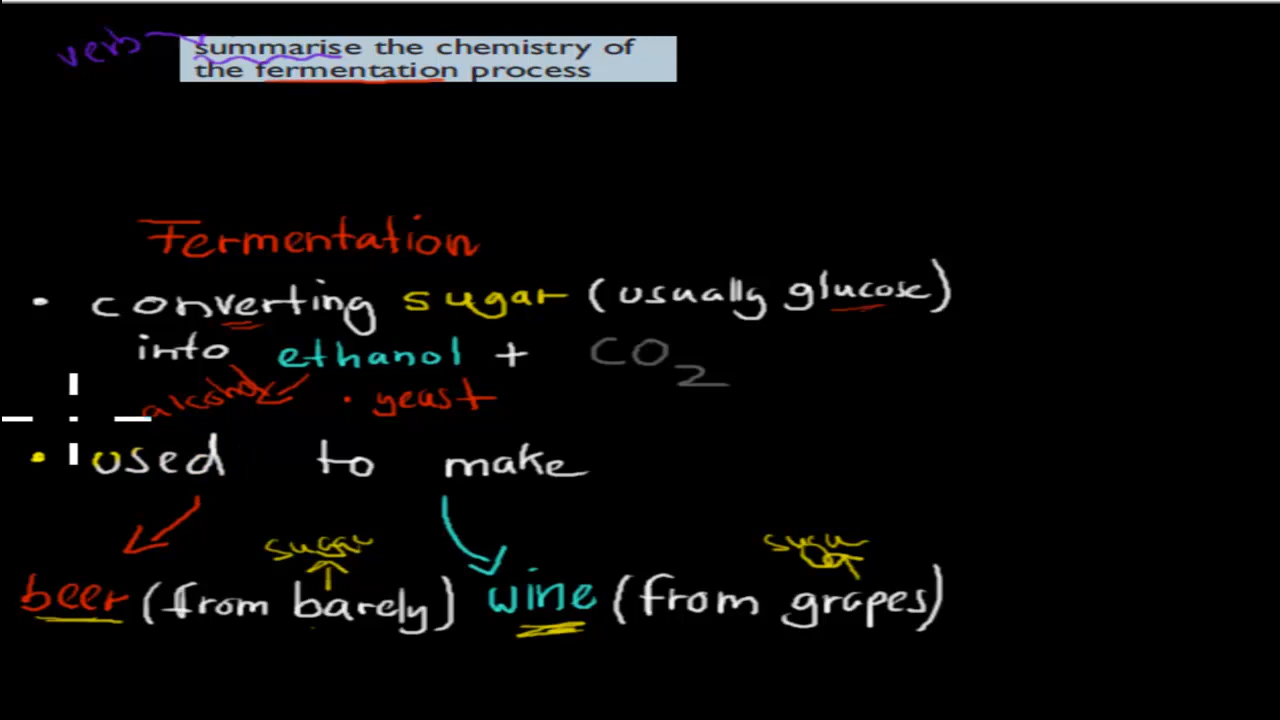 verb
summarise the chemistry of
the fermentation process
Fermentation
• converting sugar (usually glucose)
into ethanol + CO2
alcohol • yeast
• used to make
sugar sugar
beer (from barely) wine (from grapes)